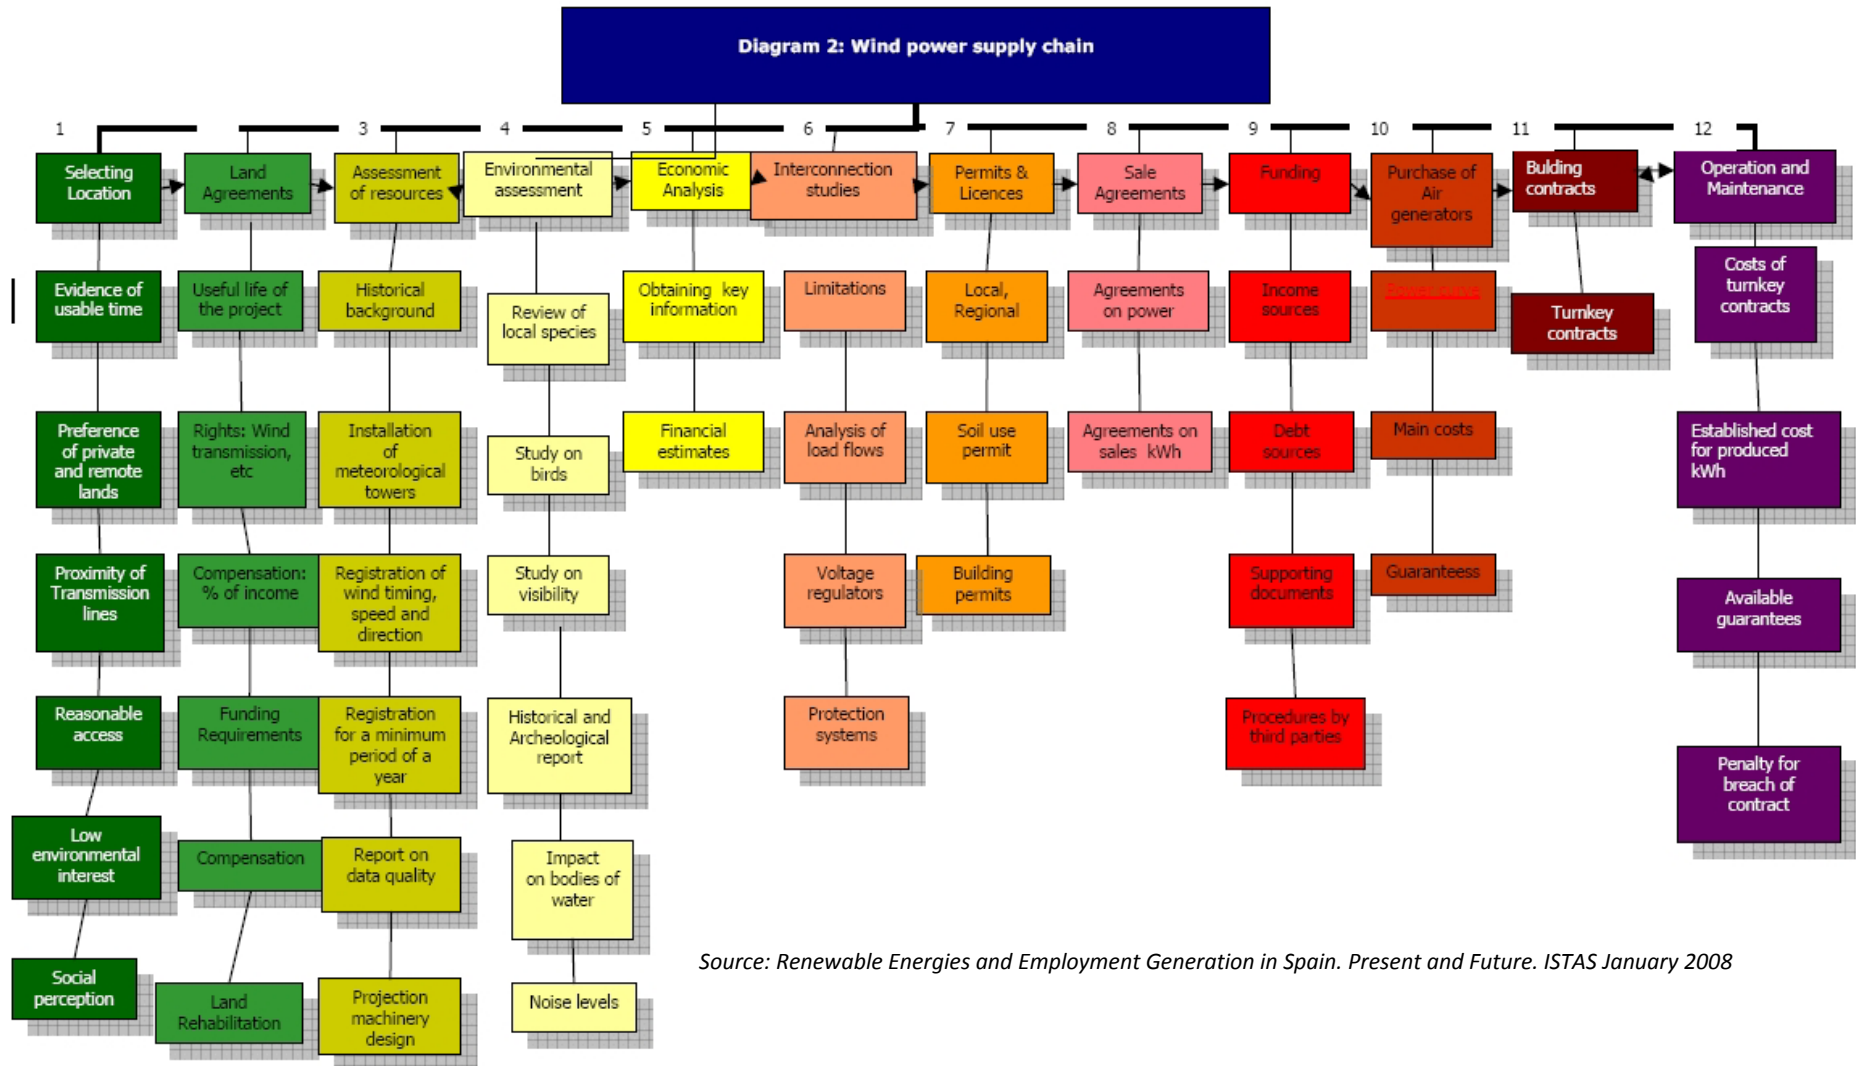 Diagram 2: Wind power supply chain
1
3
4
5
6
7
8
9
10
11
12
Selecting
Location
Land
Agreements
Assessment
of resources
Environmental
assessment
Economic
Analysis
Interconnection
studies
Permits &
Licences
Sale
Agreements
Funding
Purchase of
Air
generators
Bulding
contracts
Operation and
Maintenance
Evidence of
usable time
Preference
of private
and remote
lands
Proximity of
Transmission
lines
Reasonable
access
Low
environmental
interest
Social
perception
Useful life of
the project
Rights: Wind
transmission,
etc
Compensation:
% of income
Funding
Requirements
Compensation
Land
Rehabilitation
Historical
background
Installation
of
meteorological
towers
Registration of
wind timing,
speed and
direction
Registration
for a minimum
period of a
year
Report on
data quality
Projection
machinery
design
Review of
local species
Study on
birds
Study on
visibility
Historical and
Archeological
report
Impact
on bodies of
water
Noise levels
Obtaining key
information
Financial
estimates
Limitations
Analysis of
load flows
Voltage
regulators
Protection
systems
Local,
Regional
Soil use
permit
Building
permits
Agreements
on power
Agreements on
sales kWh
Income
sources
Debt
sources
Supporting
documents
Procedures by
third parties
Power curve
Main costs
Guaranteess
Turnkey
contracts
Costs of
turnkey
contracts
Established cost
for produced
kWh
Available
guarantees
Penalty for
breach of
contract
Source: Renewable Energies and Employment Generation in Spain. Present and Future. ISTAS January 2008